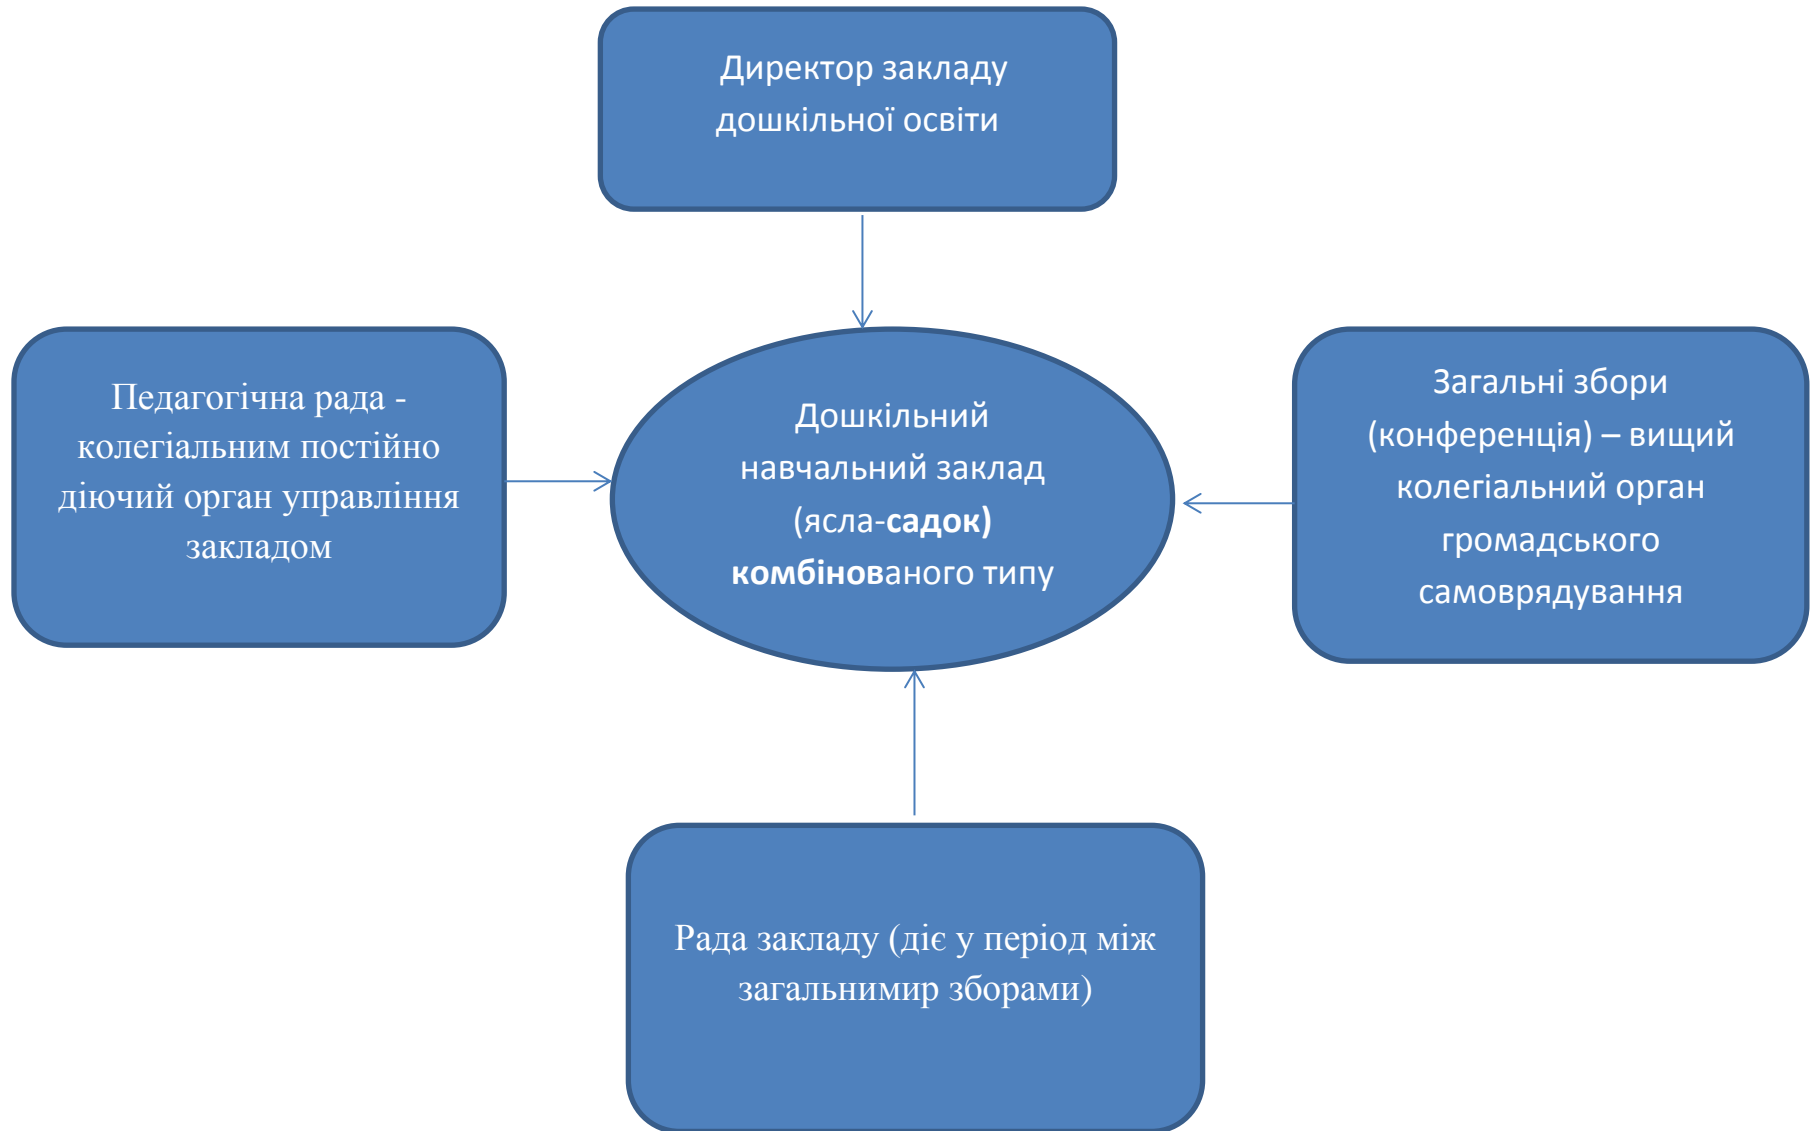 Директор закладу
дошкільної освіти
Педагогічна рада -
колегіальним постійно
діючий орган управління
закладом
Дошкільний
навчальний заклад
(ясла-садок)
комбінованого типу
Загальні збори
(конференція) – вищий
колегіальний орган
громадського
самоврядування
Рада закладу (діє у період між
загальнимир зборами)